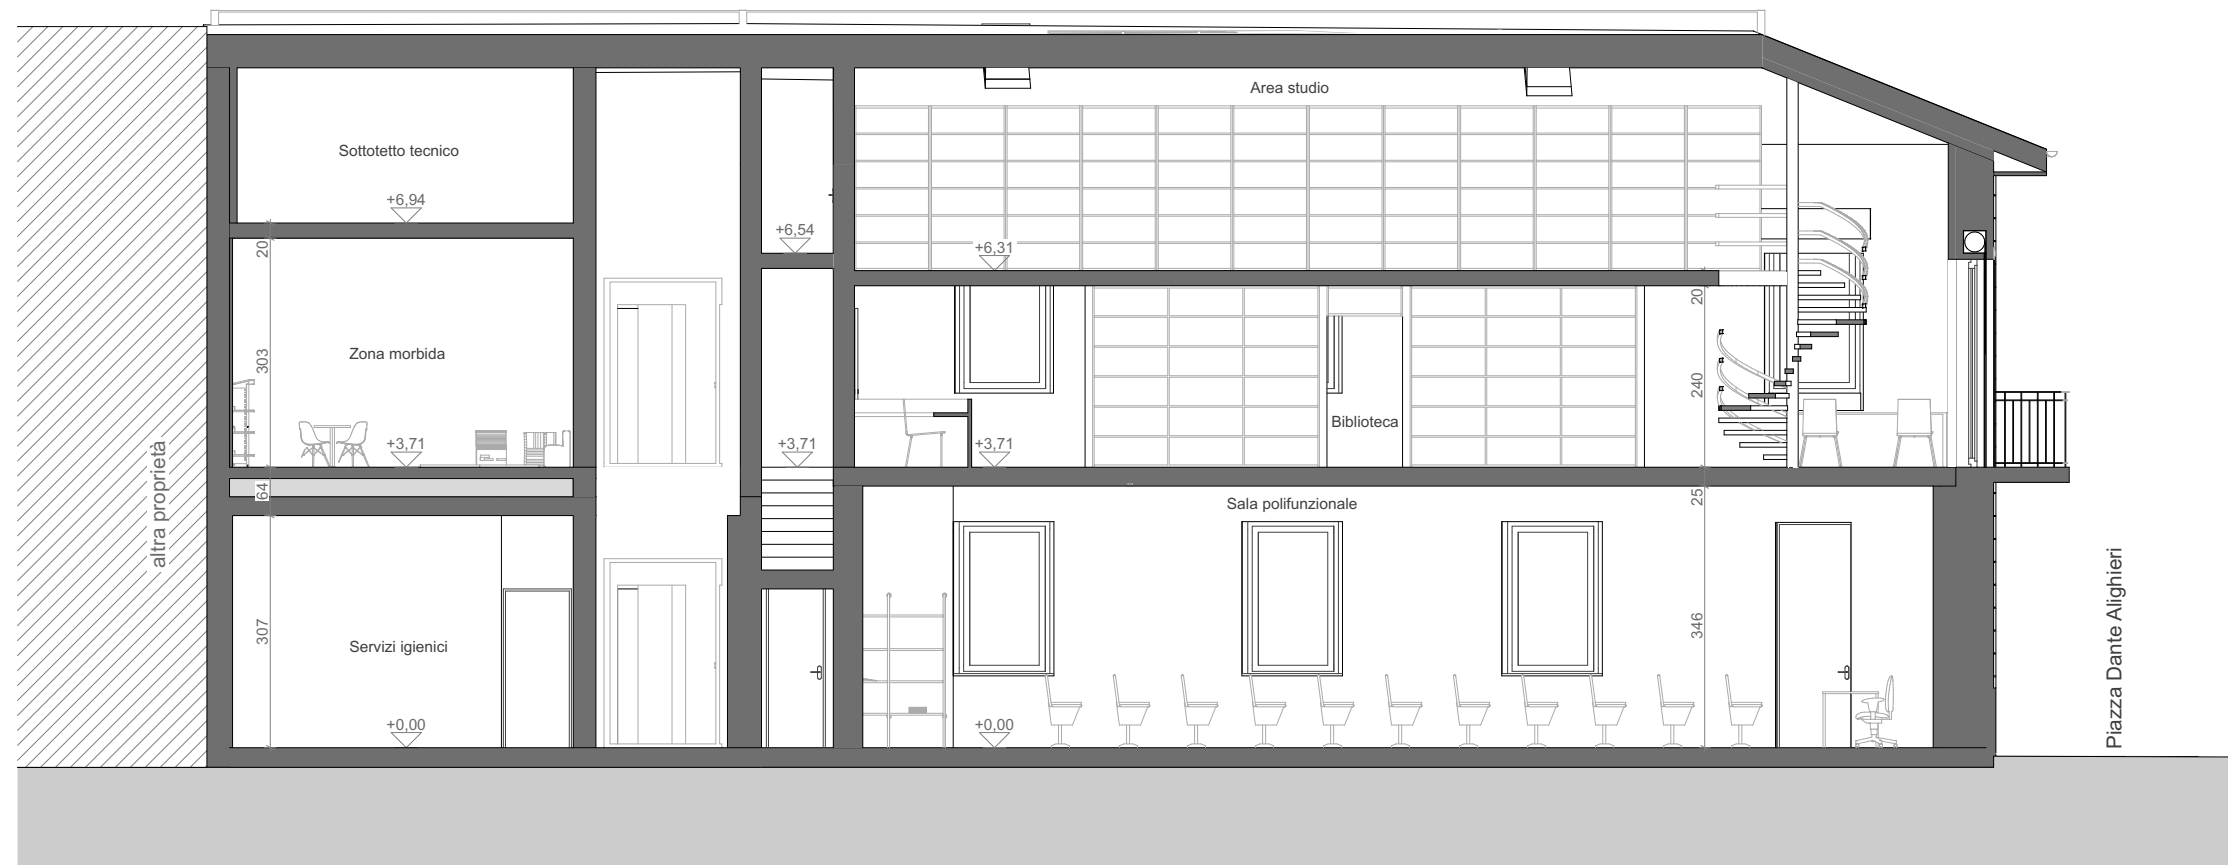 Area studio
Sottotetto tecnico
+6,94
+6,54
+6,31
20
20
303
Zona morbida
240
Biblioteca
+3,71
+3,71
+3,71
altra proprietà
64
25
Sala polifunzionale
307
346
Servizi igienici
+0,00
+0,00
Piazza Dante Alighieri